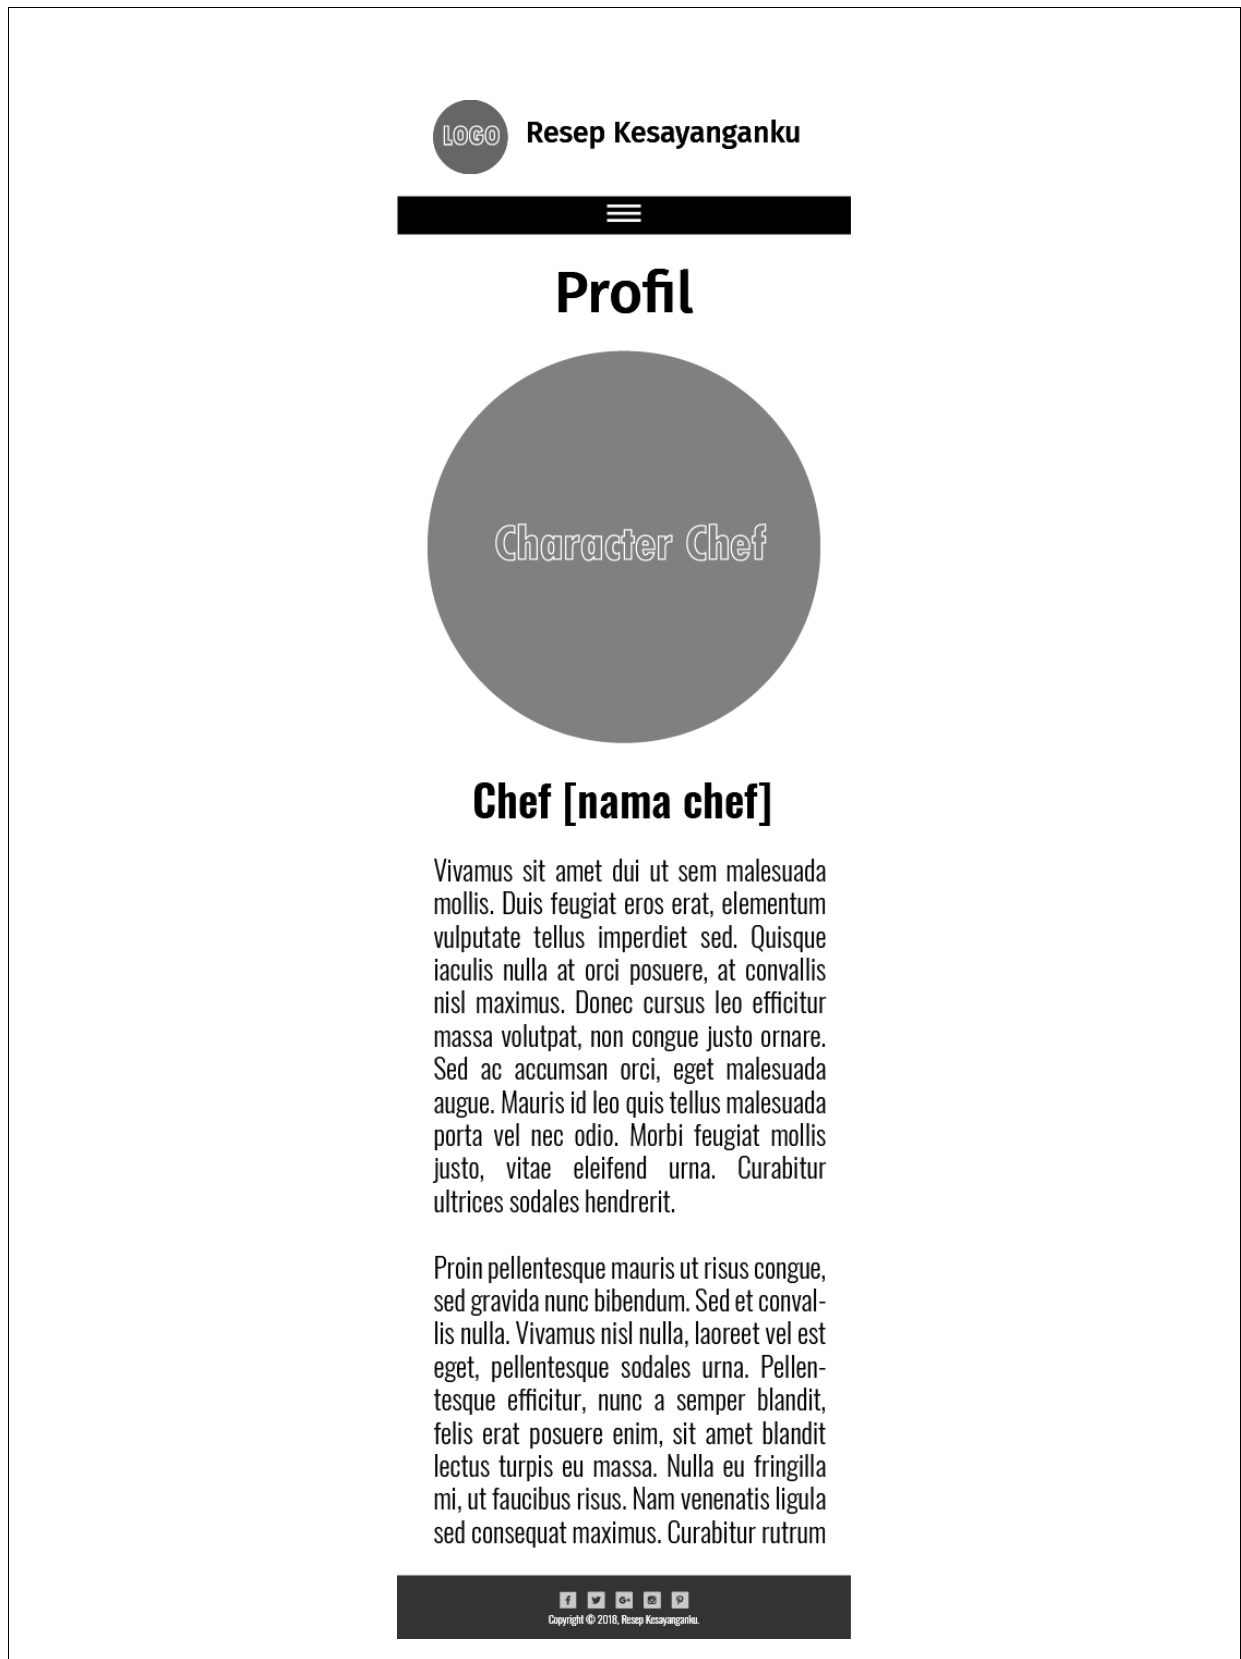 LOGO
Resep Kesayanganku
Profil
Character Chef
Chef [nama chef]
Vivamus sit amet dui ut sem malesuada
mollis. Duis feugiat eros erat, elementum
vulputate tellus imperdiet sed. Quisque
iaculis nulla at orci posuere, at convallis
nisl maximus. Donec cursus leo efficitur
massa volutpat, non congue justo ornare.
Sed ac accumsan orci, eget malesuada
augue. Mauris id leo quis tellus malesuada
porta vel nec odio. Morbi feugiat mollis
justo, vitae eleifend urna. Curabitur
ultrices sodales hendrerit.
Proin pellentesque mauris ut risus congue,
sed gravida nunc bibendum. Sed et conval-
lis nulla. Vivamus nisl nulla, laoreet vel est
eget, pellentesque sodales urna. Pellen-
tesque efficitur, nunc a semper blandit,
felis erat posuere enim, sit amet blandit
lectus turpis eu massa. Nulla eu fringilla
mi, ut faucibus risus. Nam venenatis ligula
sed consequat maximus. Curabitur rutrum
Copyright © 2018, Resep Kesayanganku.